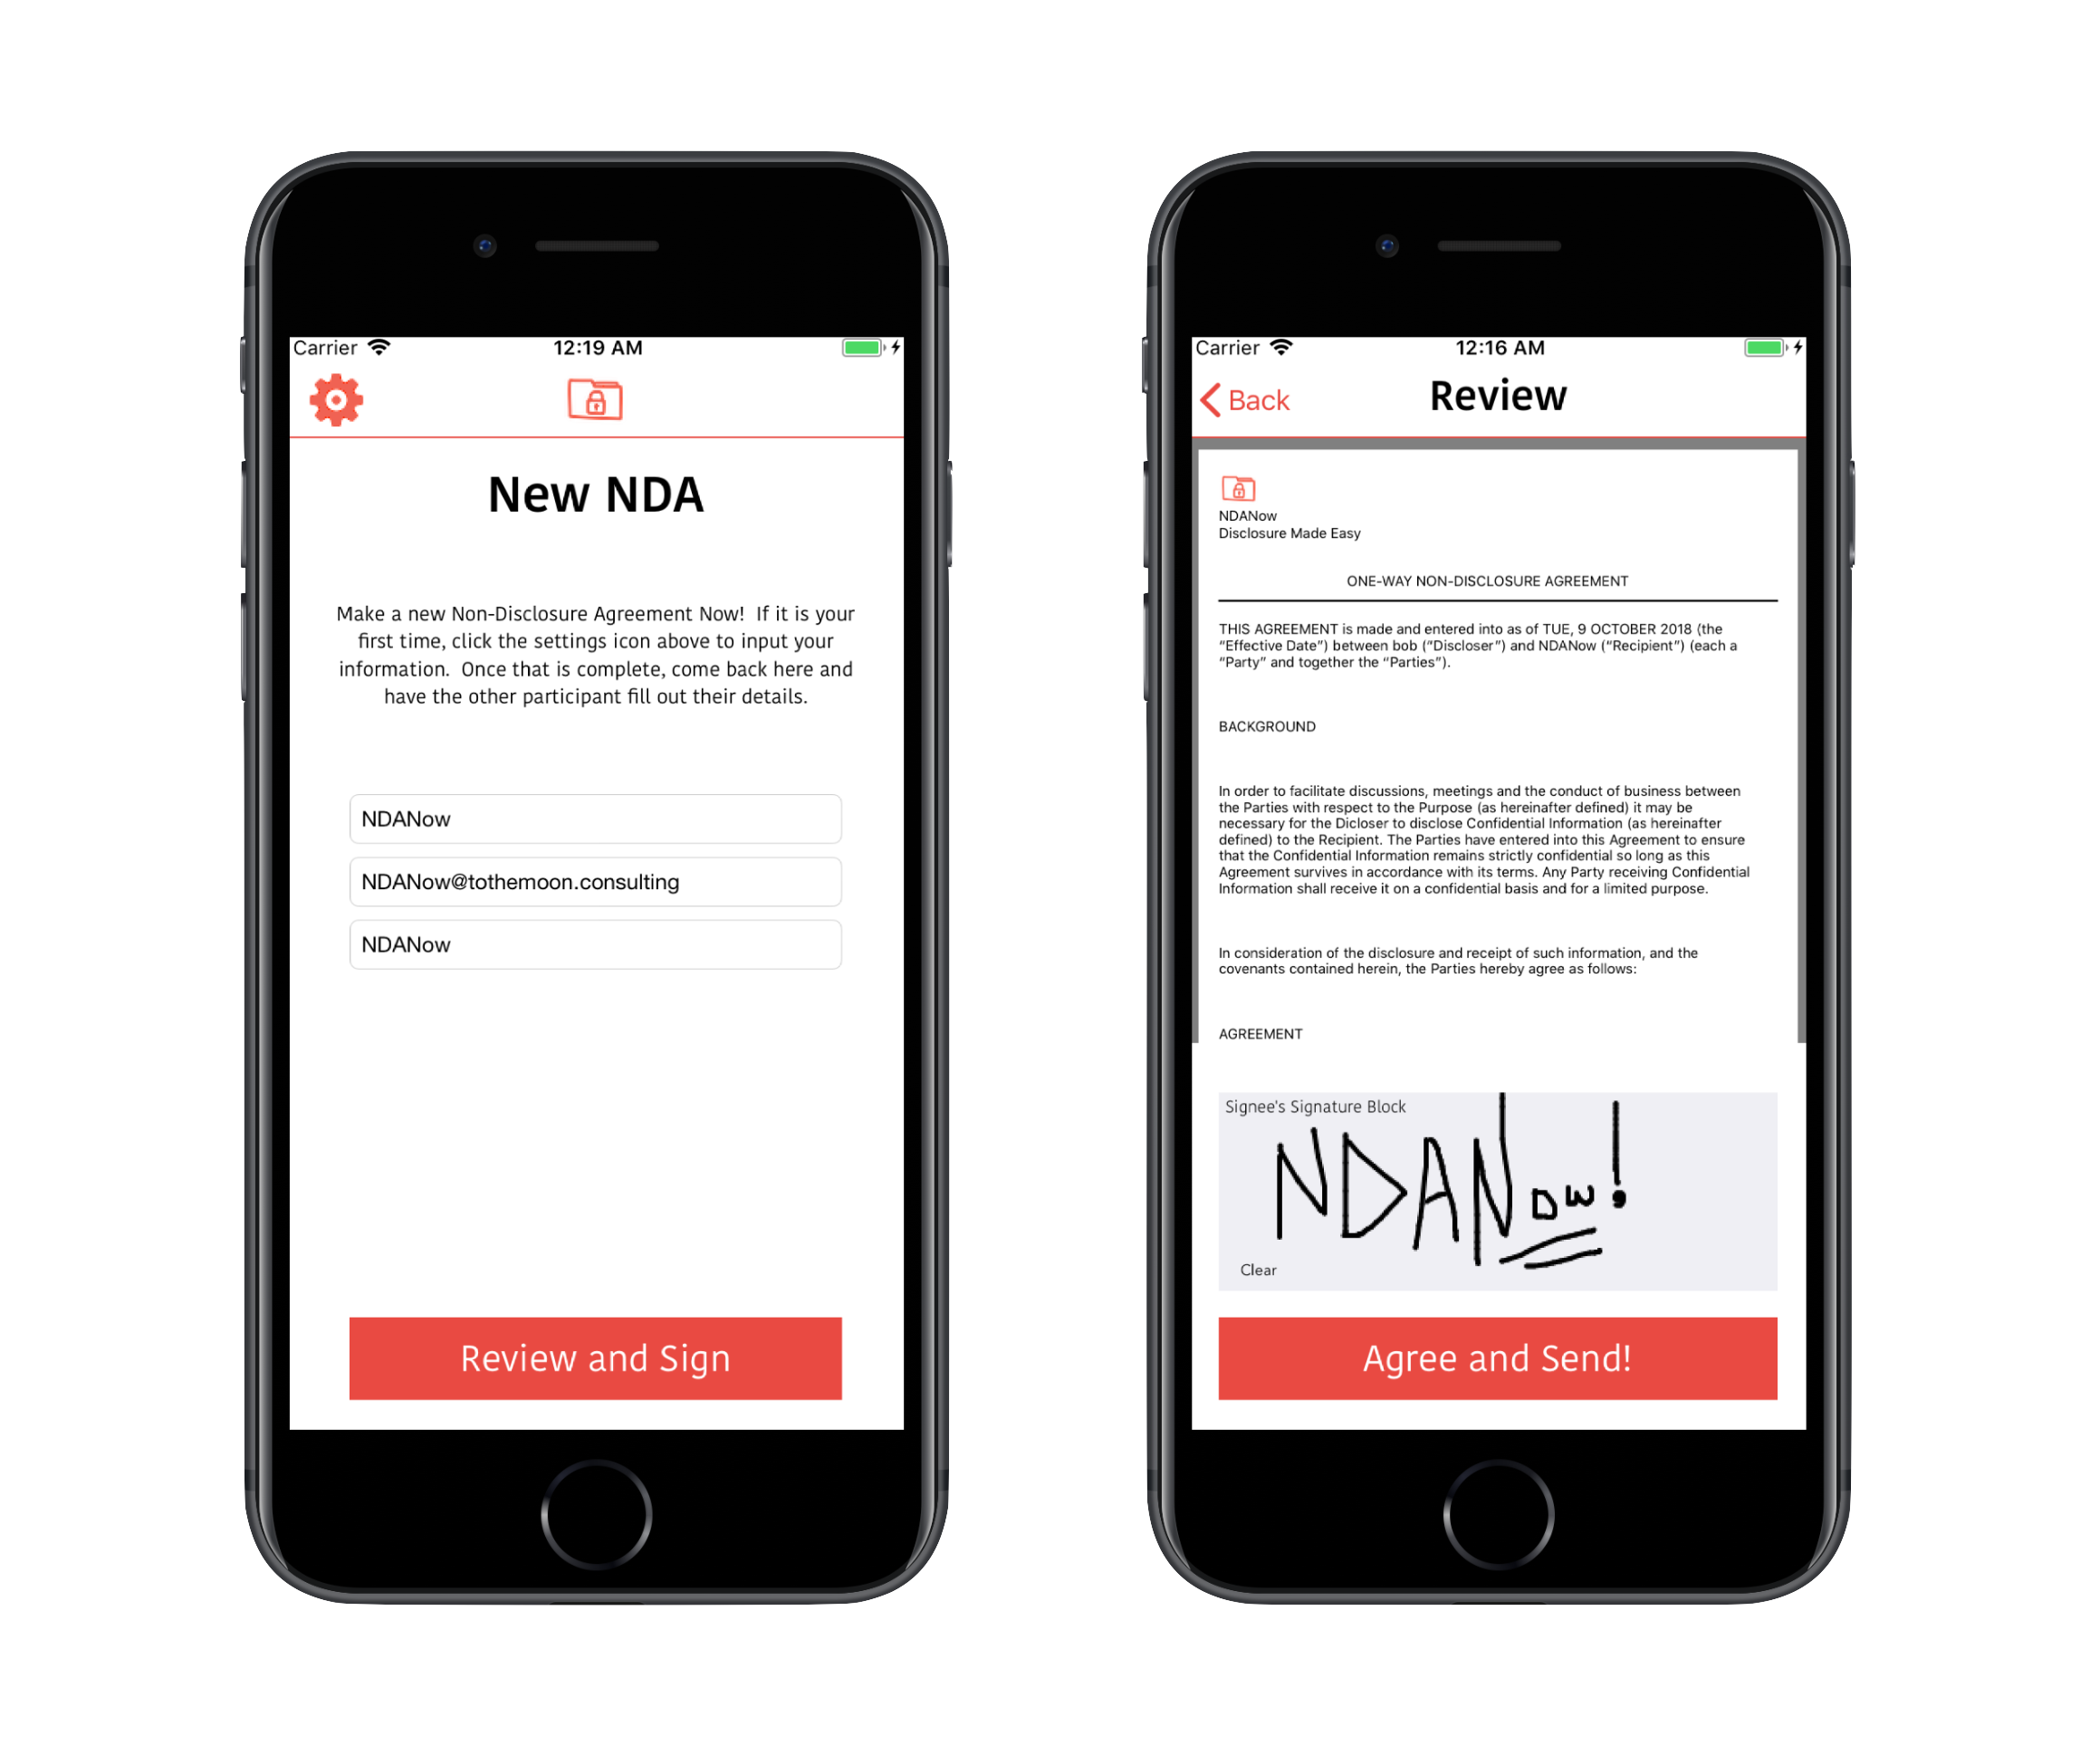 Carrier 12:19 AM
New NDA
Make a new Non-Disclosure Agreement Now!  If it is your
first time, click the settings icon above to input your
information.  Once that is complete, come back here and
have the other participant fill out their details.
NDANow
NDANow@tothemoon.consulting
NDANow
Review and Sign
Carrier 12:16 AM
Back Review
NDANow
Disclosure Made Easy
ONE-WAY NON-DISCLOSURE AGREEMENT
THIS AGREEMENT is made and entered into as of TUE, 9 OCTOBER 2018 (the
“Effective Date”) between bob (“Discloser”) and NDANow (“Recipient”) (each a
“Party” and together the “Parties”).
BACKGROUND
In order to facilitate discussions, meetings and the conduct of business between
the Parties with respect to the Purpose (as hereinafter defined) it may be
necessary for the Dicloser to disclose Confidential Information (as hereinafter
defined) to the Recipient. The Parties have entered into this Agreement to ensure
that the Confidential Information remains strictly confidential so long as this
Agreement survives in accordance with its terms. Any Party receiving Confidential
Information shall receive it on a confidential basis and for a limited purpose.
In consideration of the disclosure and receipt of such information, and the
covenants contained herein, the Parties hereby agree as follows:
AGREEMENT
Signee's Signature Block
NDANow!
Clear
Agree and Send!